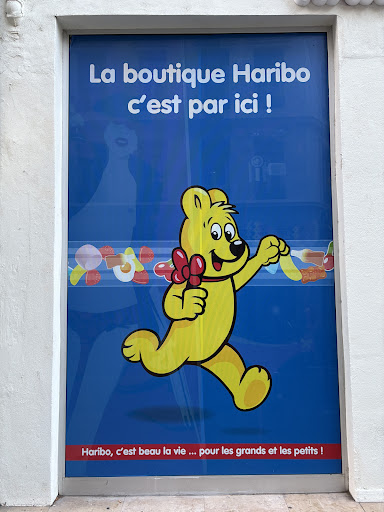 La boutique Haribo
c'est par ici !
Haribo, c'est beau la vie ... pour les grands et les petits !